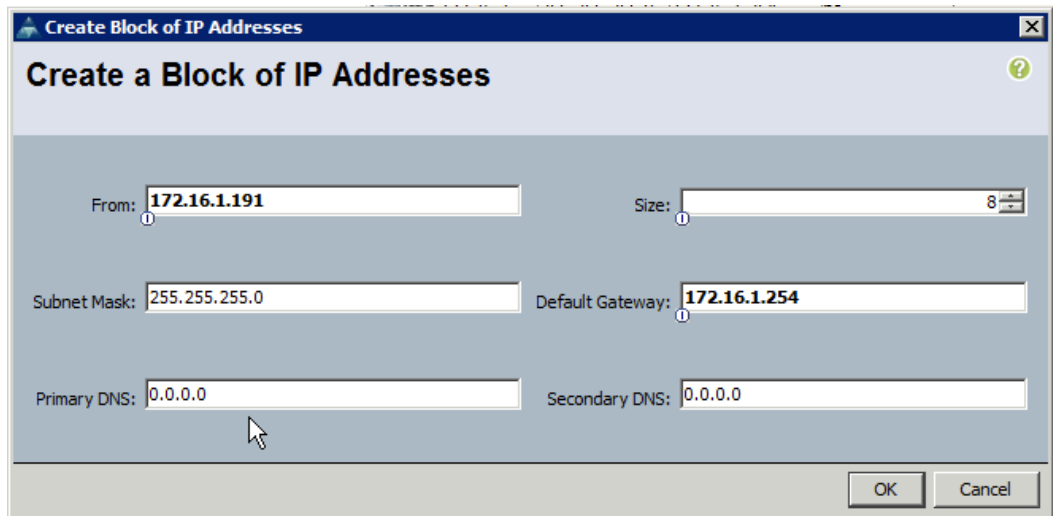 Create Block of IP Addresses
Create a Block of IP Addresses
From: 172.16.1.191 Size: 8
Subnet Mask: 255.255.255.0 Default Gateway: 172.16.1.254
Primary DNS: 0.0.0.0 Secondary DNS: 0.0.0.0
OK Cancel